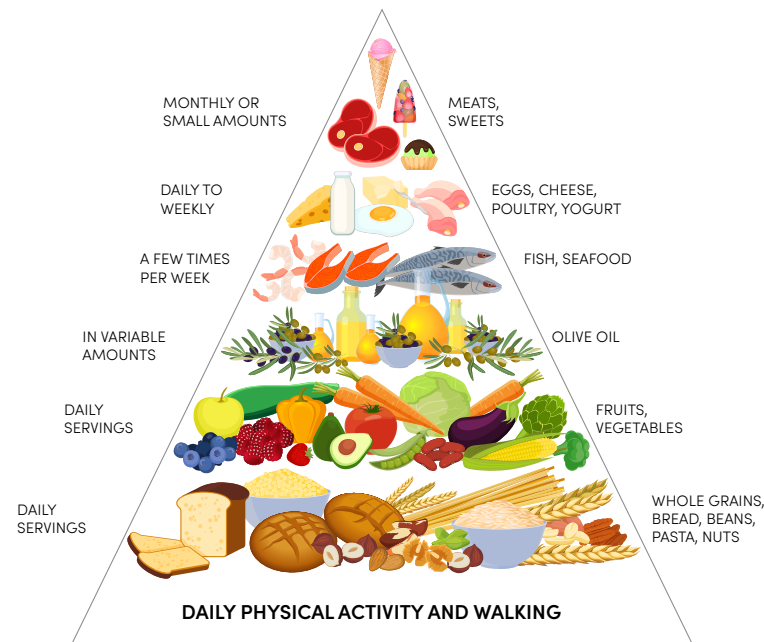 MONTHLY OR
SMALL AMOUNTS
MEATS,
SWEETS
DAILY TO
WEEKLY
EGGS, CHEESE,
POULTRY, YOGURT
A FEW TIMES
PER WEEK
FISH, SEAFOOD
IN VARIABLE
AMOUNTS
OLIVE OIL
DAILY
SERVINGS
FRUITS,
VEGETABLES
DAILY
SERVINGS
WHOLE GRAINS,
BREAD, BEANS,
PASTA, NUTS
DAILY PHYSICAL ACTIVITY AND WALKING